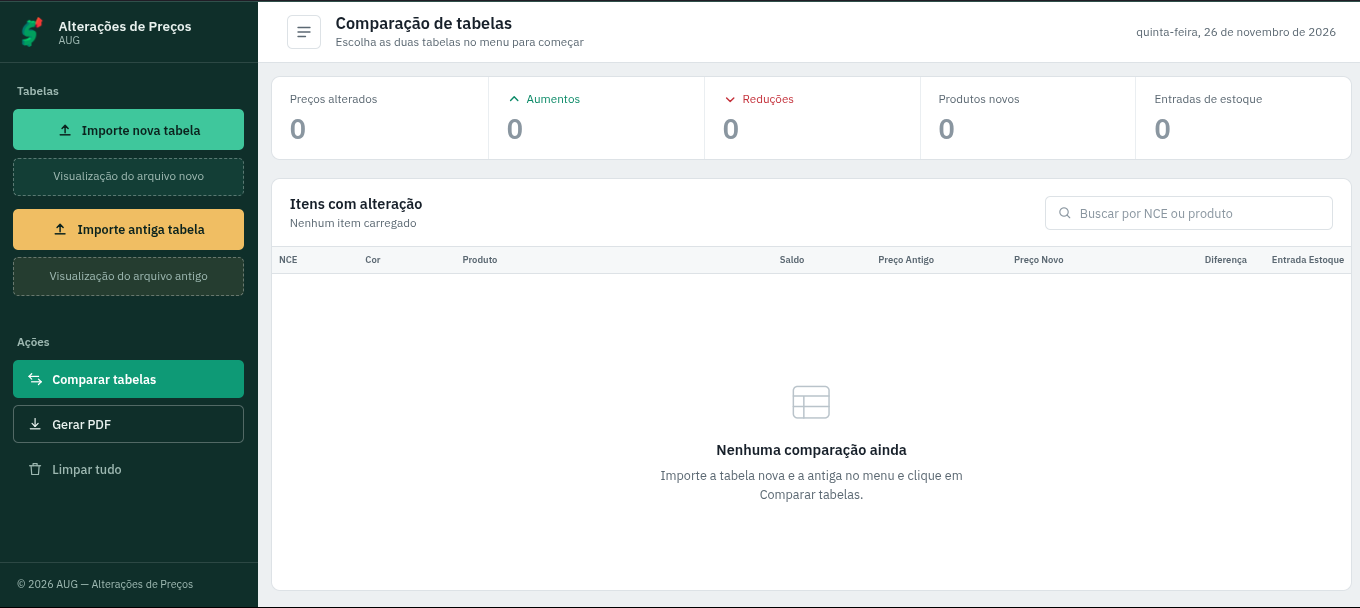 Alterações de Preços
AUG
Tabelas
Importe nova tabela
Visualização do arquivo novo
Importe antiga tabela
Visualização do arquivo antigo
Ações
Comparar tabelas
Gerar PDF
Limpar tudo
© 2026 AUG — Alterações de Preços
Comparação de tabelas
Escolha as duas tabelas no menu para começar
quinta-feira, 26 de novembro de 2026
Preços alterados
0
Aumentos
0
Reduções
0
Produtos novos
0
Entradas de estoque
0
Itens com alteração
Nenhum item carregado
Buscar por NCE ou produto
NCE Cor Produto Saldo Preço Antigo Preço Novo Diferença Entrada Estoque
Nenhuma comparação ainda
Importe a tabela nova e a antiga no menu e clique em
Comparar tabelas.